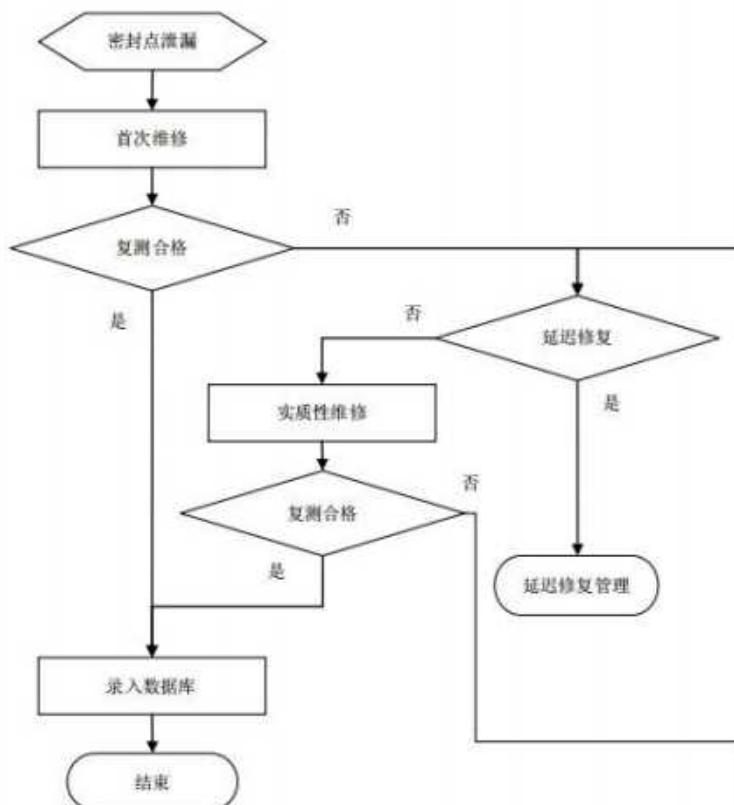 密封点泄漏
首次维修
否
复测合格
是
否
延迟修复
实质性维修
是
否
复测合格
是
延迟修复管理
录入数据库
结束